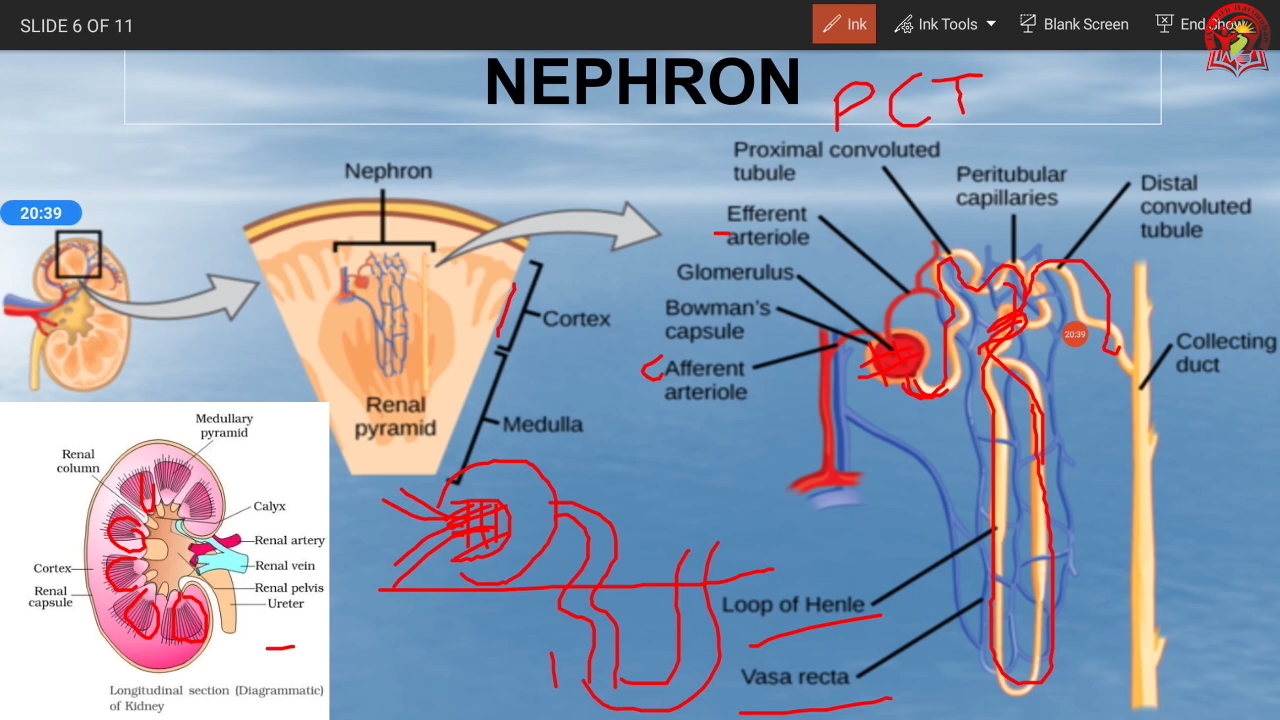 SLIDE 6 OF 11
Ink
Ink Tools
Blank Screen
End Show
NEPHRON
PCT
Proximal convoluted
tubule
Peritubular
capillaries
Distal
convoluted
tubule
Nephron
Efferent
arteriole
Glomerulus
Bowman's
capsule
Afferent
arteriole
20:39
20:39
Cortex
Collecting
duct
Renal
pyramid
Medulla
Loop of Henle
Vasa recta
Medullary
pyramid
Renal
column
Calyx
Renal artery
Cortex
Renal vein
Renal
capsule
Renal pelvis
Ureter
Longitudinal section (Diagrammatic)
of Kidney